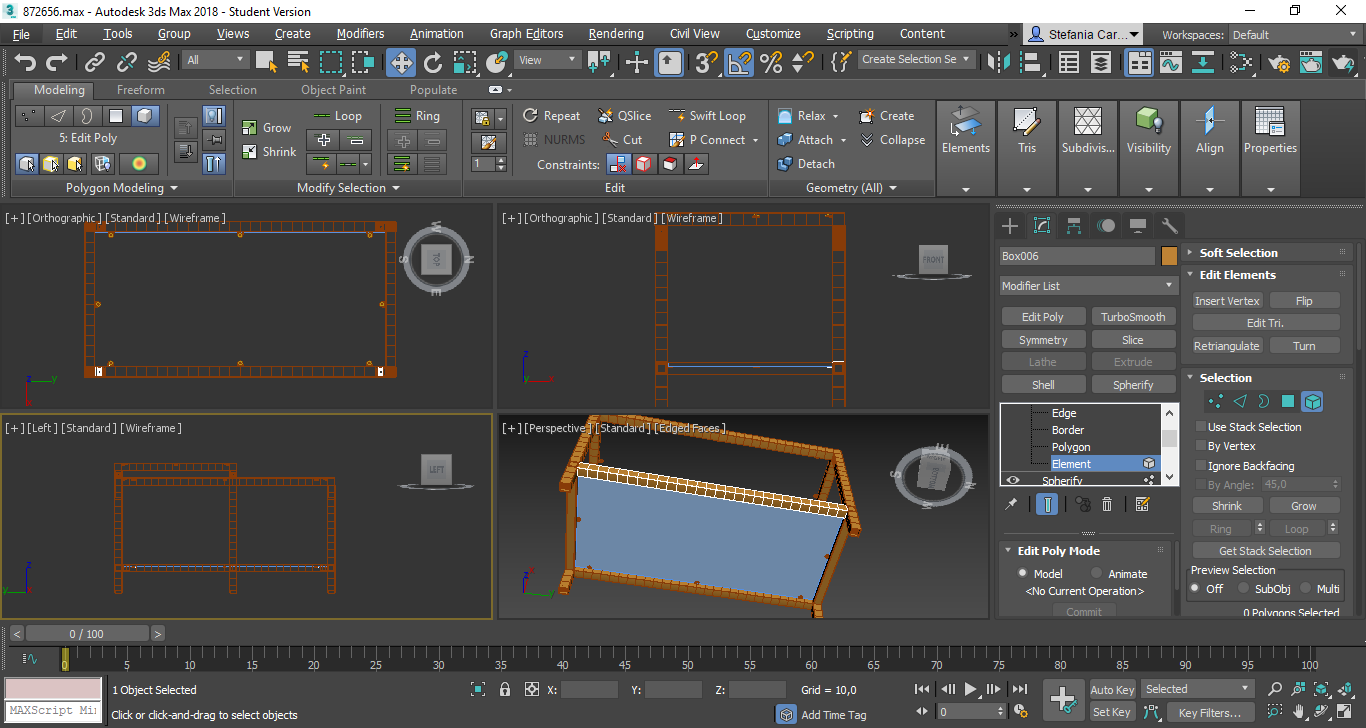 872656.max - Autodesk 3ds Max 2018 - Student Version
File Edit Tools Group Views Create Modifiers Animation Graph Editors Rendering Civil View Customize Scripting Content » Stefania Car... Workspaces: Default
All View Create Selection Se
Modeling Freeform Selection Object Paint Populate
5: Edit Poly
Polygon Modeling
Grow
Shrink
Loop
Ring
Modify Selection
1
Repeat QSlice Swift Loop
NURMS Cut P Connect
Constraints:
Edit
Relax Create
Attach Collapse
Detach
Geometry (All)
Elements Tris Subdivis... Visibility Align Properties
[+] [Orthographic] [Standard] [Wireframe]
TOP
W
S
N
E
y
[+] [Orthographic] [Standard] [Wireframe]
FRONT
z
y
[+] [Left] [Standard] [Wireframe]
LEFT
z
y
[+] [Perspective] [Standard] [Edged Faces]
z
y
Box006
Modifier List
Edit Poly TurboSmooth
Symmetry Slice
Lathe Extrude
Shell Spherify
Edge
Border
Polygon
Element
Spherify
Edit Poly Mode
Model Animate
<No Current Operation>
Commit
Soft Selection
Edit Elements
Insert Vertex Flip
Edit Tri.
Retriangulate Turn
Selection
Use Stack Selection
By Vertex
Ignore Backfacing
By Angle: 45,0
Shrink Grow
Ring Loop
Get Stack Selection
Preview Selection
Off SubObj Multi
0 Polygons Selected
< 0 / 100 >
0 5 10 15 20 25 30 35 40 45 50 55 60 65 70 75 80 85 90 95 100
1 Object Selected X: Y: Z: Grid = 10,0
MAXScript Mi
Click or click-and-drag to select objects
Add Time Tag
0
Auto Key Selected
Set Key Key Filters...